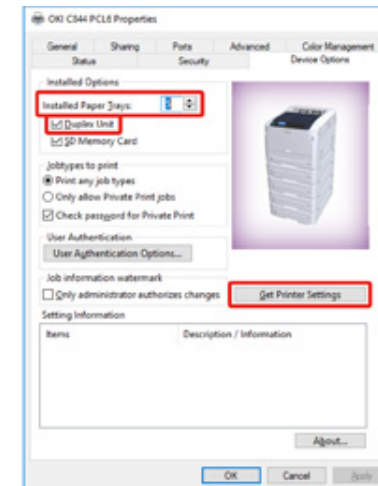 OKI C844 PCL6 Properties
General Sharing Ports Advanced Color Management
Status Security Device Options
Installed Options
Installed Paper Trays:
Duplex Unit
SD Memory Card
Jobtypes to print
Print any job types
Only allow Private Print jobs
Check password for Private Print
User Authentication
User Authentication Options...
Job information watermark
Only administrator authorizes changes Get Printer Settings
Setting Information
Items Description / Information
About...
OK Cancel Apply